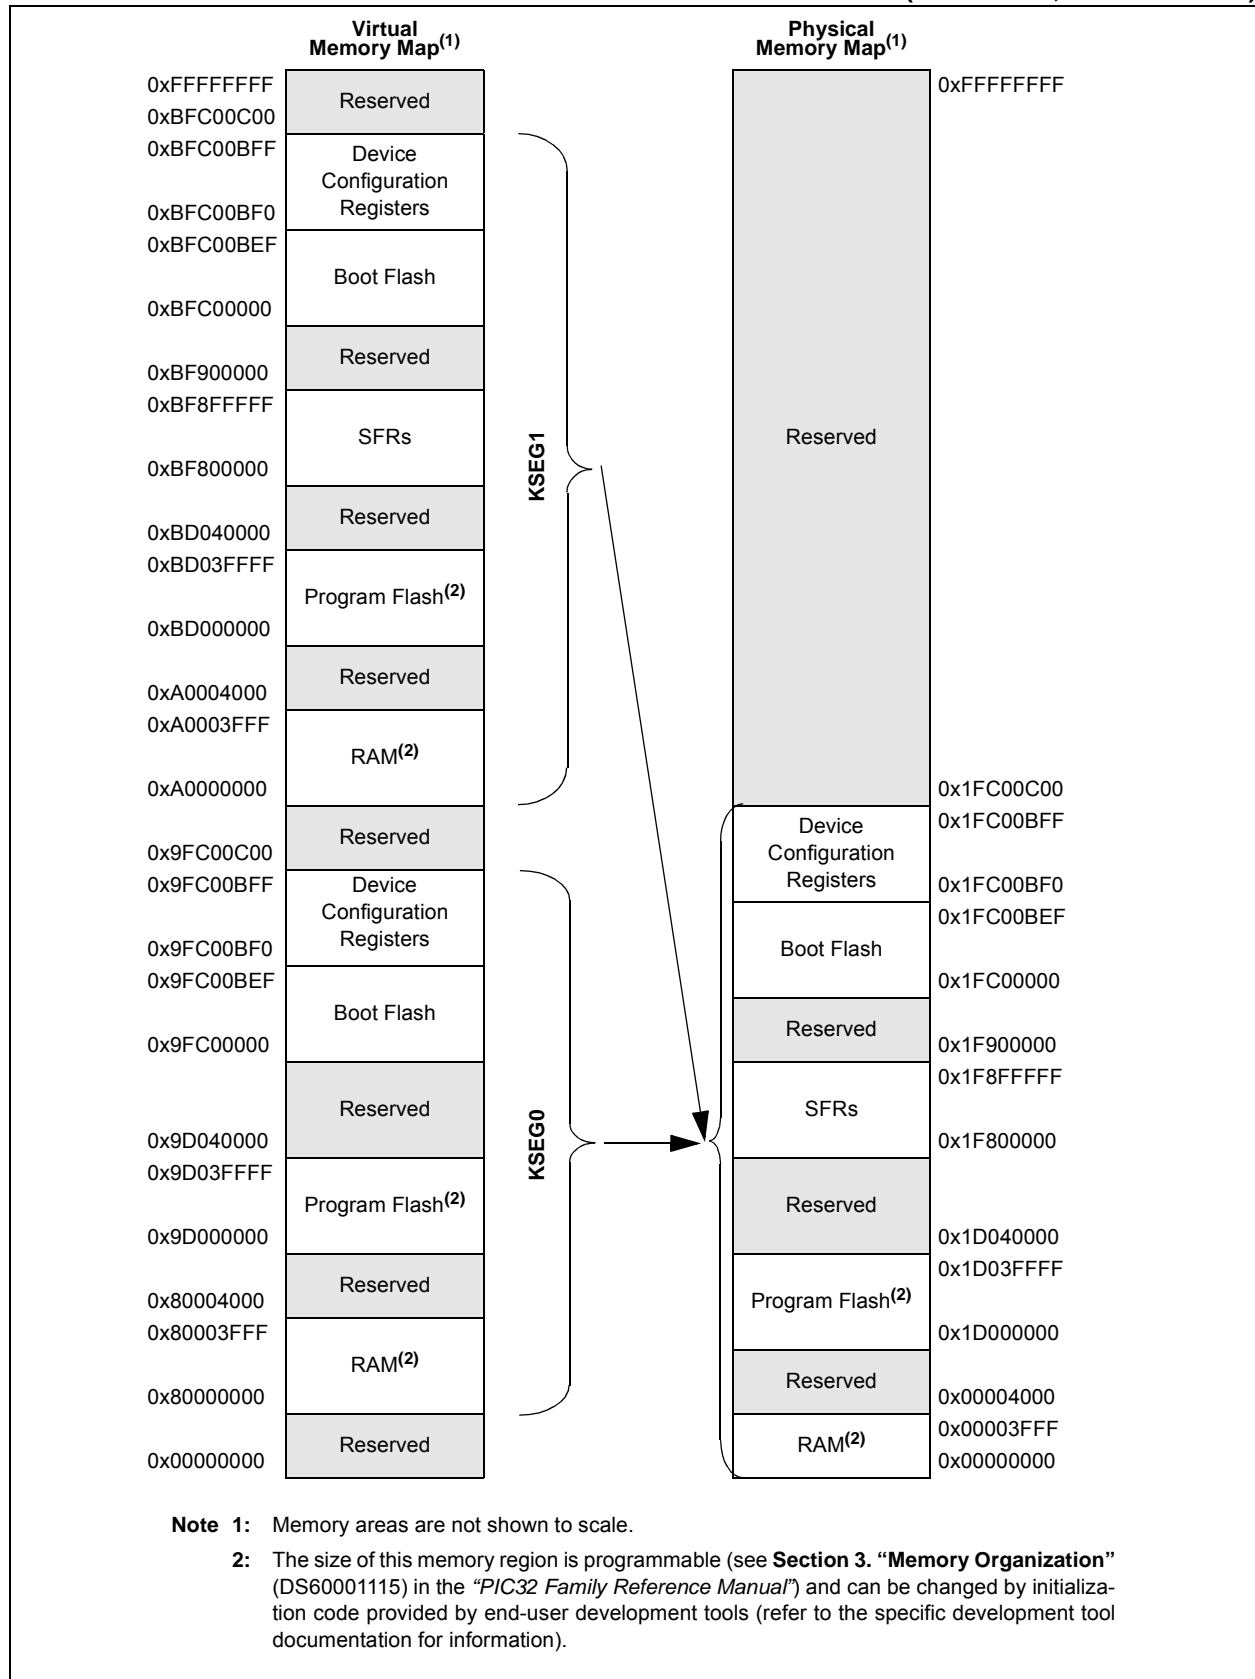 Virtual
Memory Map(1)
0xFFFFFFFF
Reserved
0xBFC00C00
0xBFC00BFF
Device
Configuration
Registers
0xBFC00BF0
0xBFC00BEF
Boot Flash
0xBFC00000
Reserved
0xBF900000
0xBF8FFFFF
SFRs
0xBF800000
Reserved
0xBD040000
0xBD03FFFF
Program Flash(2)
0xBD000000
Reserved
0xA0004000
0xA0003FFF
RAM(2)
0xA0000000
Reserved
0x9FC00C00
0x9FC00BFF
Device
Configuration
Registers
0x9FC00BF0
0x9FC00BEF
Boot Flash
0x9FC00000
Reserved
0x9D040000
0x9D03FFFF
Program Flash(2)
0x9D000000
Reserved
0x80004000
0x80003FFF
RAM(2)
0x80000000
Reserved
0x00000000
KSEG1
KSEG0
Physical
Memory Map(1)
0xFFFFFFFF
Reserved
0x1FC00C00
0x1FC00BFF
Device
Configuration
Registers
0x1FC00BF0
0x1FC00BEF
Boot Flash
0x1FC00000
Reserved
0x1F900000
0x1F8FFFFF
SFRs
0x1F800000
Reserved
0x1D040000
0x1D03FFFF
Program Flash(2)
0x1D000000
Reserved
0x00004000
0x00003FFF
RAM(2)
0x00000000
Note 1: Memory areas are not shown to scale.
2: The size of this memory region is programmable (see Section 3. “Memory Organization”
(DS60001115) in the “PIC32 Family Reference Manual”) and can be changed by initializa-
tion code provided by end-user development tools (refer to the specific development tool
documentation for information).